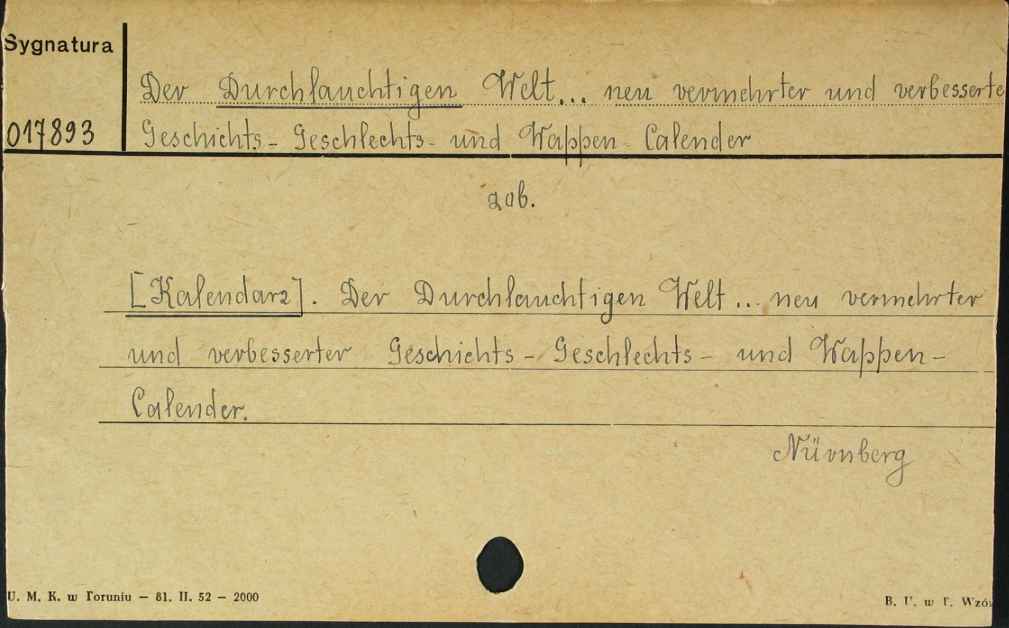 Sygnatura
Der Durchlauchtigen Welt... neu vermehrter und verbesserte
017893
Geschichts- Geschlechts- und Wappen- Calender
zob.
[Kalendarz]. Der Durchlauchtigen Welt... neu vermehrter
und verbesserter Geschichts- Geschlechts- und Wappen-
Calender.
Nürnberg
U. M. K. w Toruniu — 81. II. 52 — 2000
B. U. w T. Wzó